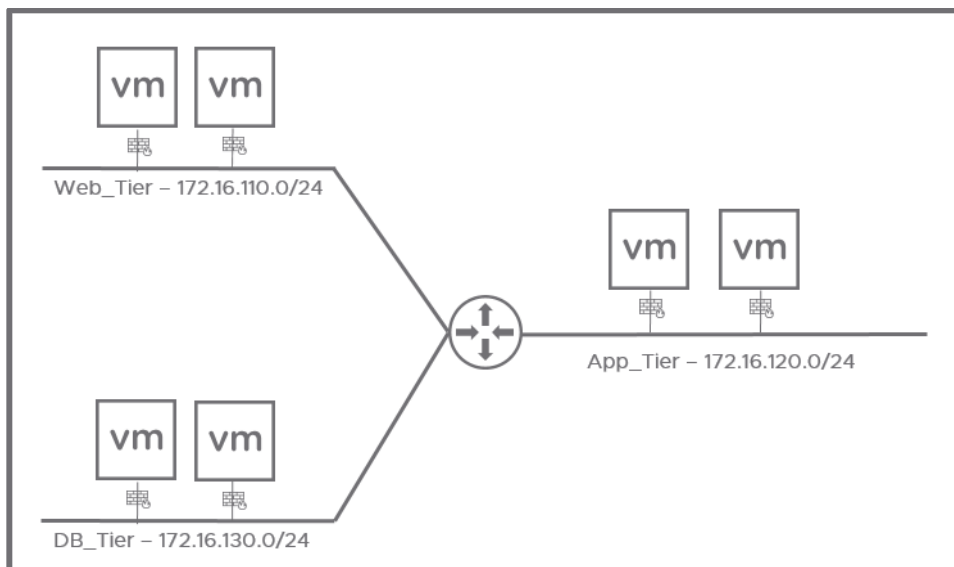 vm vm
Web_Tier – 172.16.110.0/24
vm vm
App_Tier – 172.16.120.0/24
vm vm
DB_Tier – 172.16.130.0/24